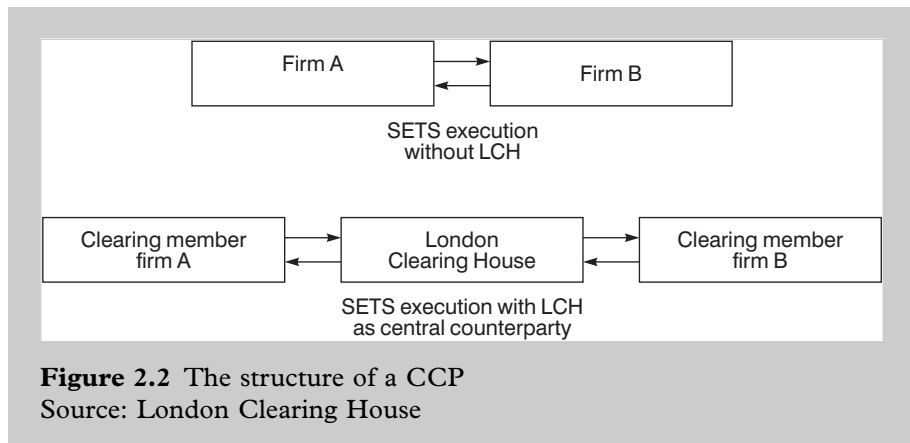 Firm A
Firm B
SETS execution
without LCH
Clearing member
firm A
London
Clearing House
Clearing member
firm B
SETS execution with LCH
as central counterparty
Figure 2.2 The structure of a CCP
Source: London Clearing House